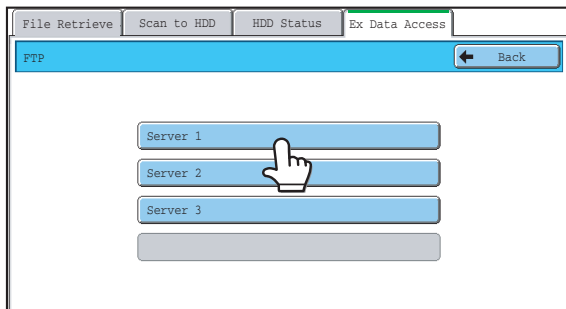 File Retrieve Scan to HDD HDD Status Ex Data Access
FTP Back
Server 1
Server 2
Server 3